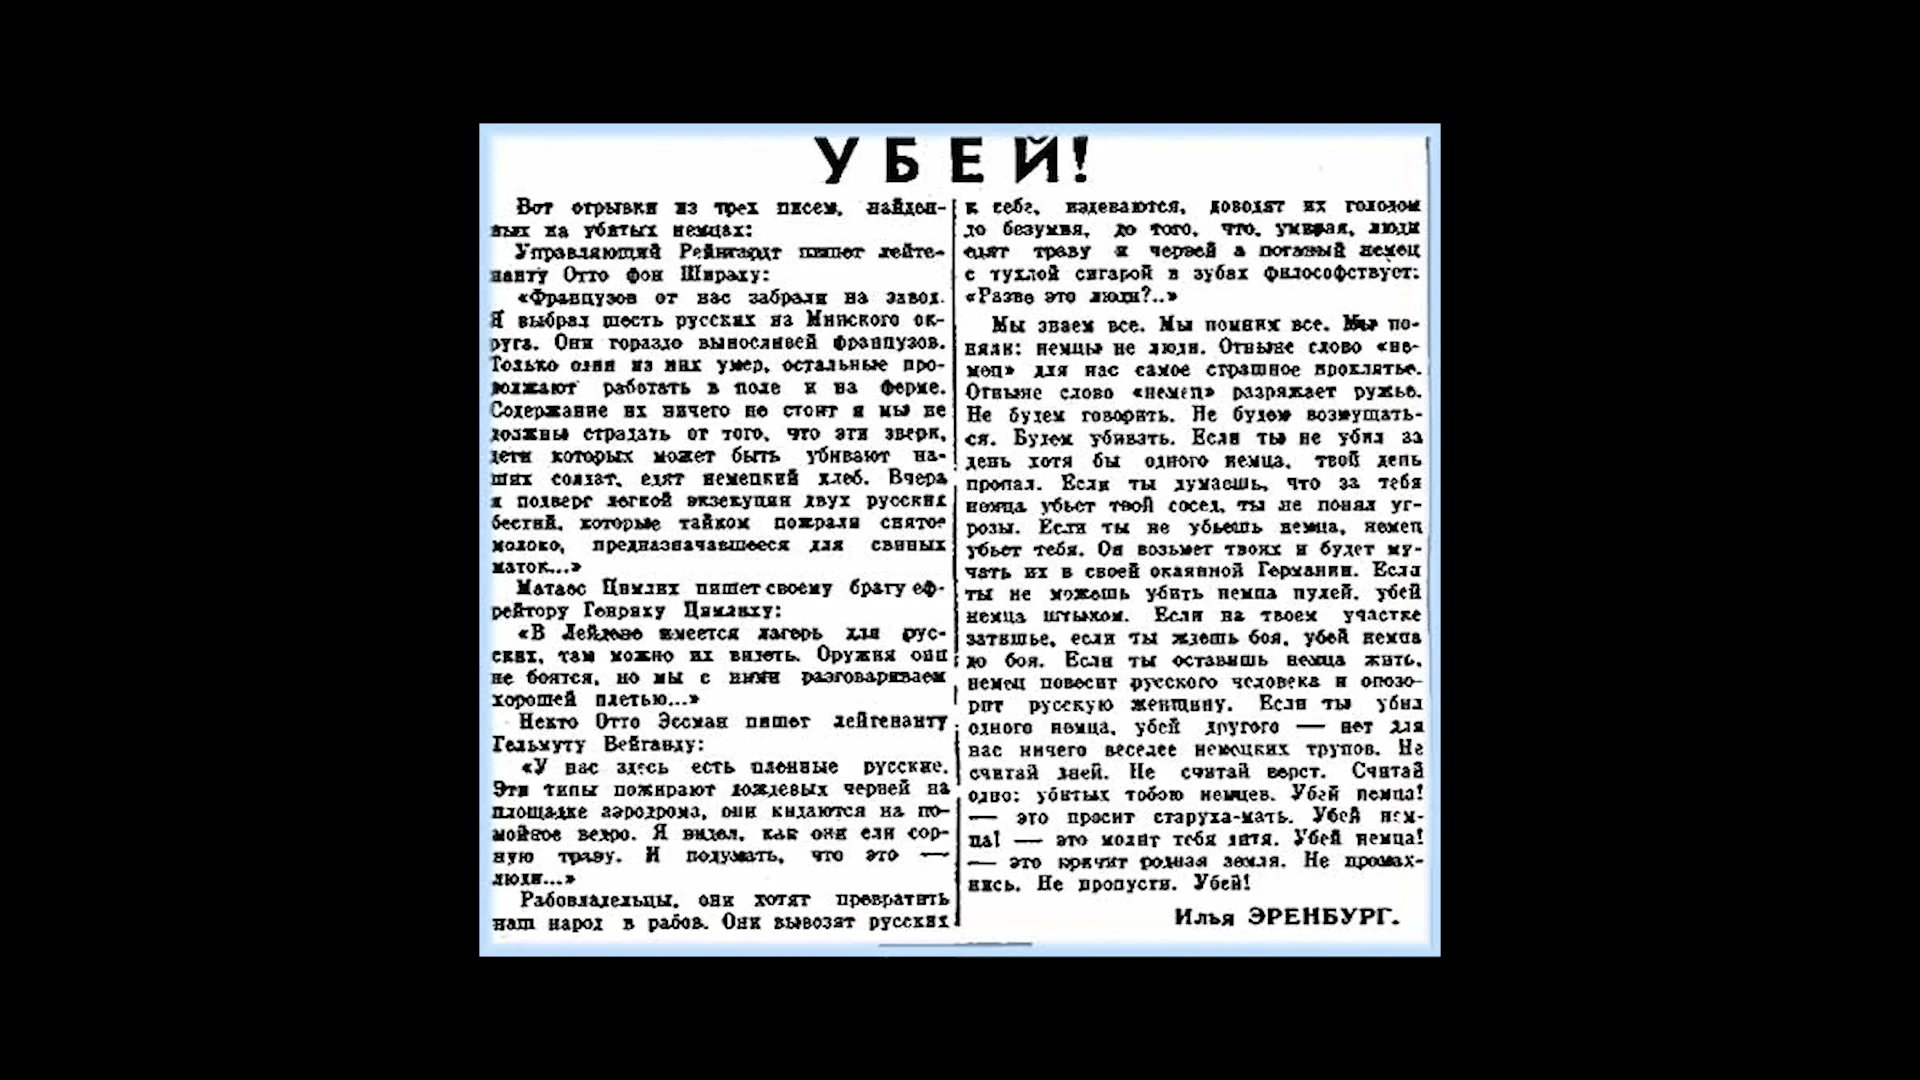 УБЕЙ!
Вот отрывки из трех писем, найден-
ных на убитых немцах:
Управляющий Рейнгардт пишет лейте-
нанту Отто фон Шираху:
«Французов от нас забрали на завод.
Я выбрал шесть русских из Минского ок-
руга. Они гораздо выносливей французов.
Только один из них умер, остальные про-
должают работать в поле и на ферме.
Содержание их ничего не стоит и мы не
должны страдать от того, что эти звери,
дети которых может быть убивают на-
ших солдат, едят немецкий хлеб. Вчера
я подверг легкой экзекуции двух русских
бестий, которые тайком пожрали снятое
молоко, предназначавшееся для свиных
маток...»
Матаес Цимлих пишет своему брату еф-
рейтору Генриху Цимлиху:
«В Лейдене имеется лагерь для рус-
ских, там можно их видеть. Оружия они
не боятся, но мы с ними разговариваем
хорошей плетью...»
Некто Отто Эссман пишет лейтенанту
Гельмуту Вейганду:
«У нас здесь есть пленные русские.
Эти типы пожирают дождевых червей на
площадке аэродрома, они кидаются на по-
мойное ведро. Я видел, как они ели сор-
ную траву. И подумать, что это —
люди...»
Рабовладельцы, они хотят превратить
наш народ в рабов. Они вывозят русских
к себе, издеваются, доводят их голодом
до безумия, до того, что, умирая, люди
едят траву и червей а поганый немец
с тухлой сигарой в зубах философствует:
«Разве это люди?..»
Мы знаем все. Мы помним все. Мы по-
няли: немцы не люди. Отныне слово «не-
мец» для нас самое страшное проклятье.
Отныне слово «немец» разряжает ружье.
Не будем говорить. Не будем возмущать-
ся. Будем убивать. Если ты не убил за
день хотя бы одного немца, твой день
пропал. Если ты думаешь, что за тебя
немца убьет твой сосед, ты не понял уг-
розы. Если ты не убьешь немца, немец
убьет тебя. Он возьмет твоих и будет му-
чать их в своей окаянной Германии. Если
ты не можешь убить немца пулей, убей
немца штыком. Если на твоем участке
затишье, если ты ждешь боя, убей немца
до боя. Если ты оставишь немца жить,
немец повесит русского человека и опозо-
рит русскую женщину. Если ты убил
одного немца, убей другого — нет для
нас ничего веселее немецких трупов. Не
считай дней. Не считай верст. Считай
одно: убитых тобою немцев. Убей немца!
— это просит старуха-мать. Убей нем-
ца! — это молит тебя дитя. Убей немца!
— это кричит родная земля. Не промах-
нись. Не пропусти. Убей!
Илья ЭРЕНБУРГ.